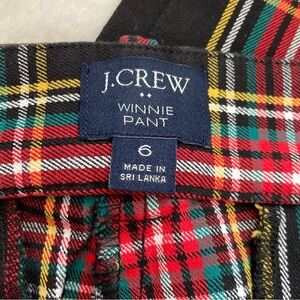 J.CREW
WINNIE
PANT
6
MADE IN
SRI LANKA